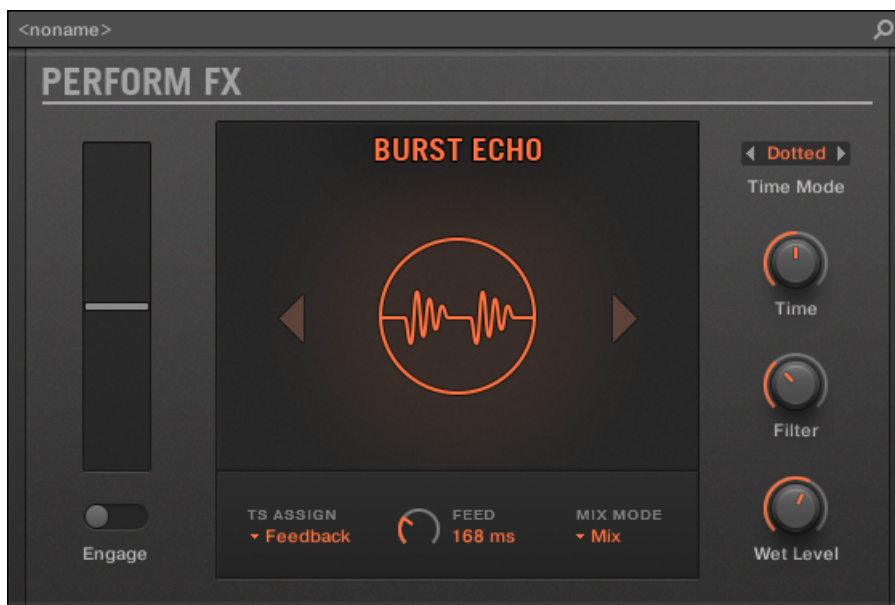 <noname>
PERFORM FX
BURST ECHO
Dotted
Time Mode
Time
Filter
Wet Level
TS ASSIGN
Feedback
FEED
168 ms
MIX MODE
Mix
Engage